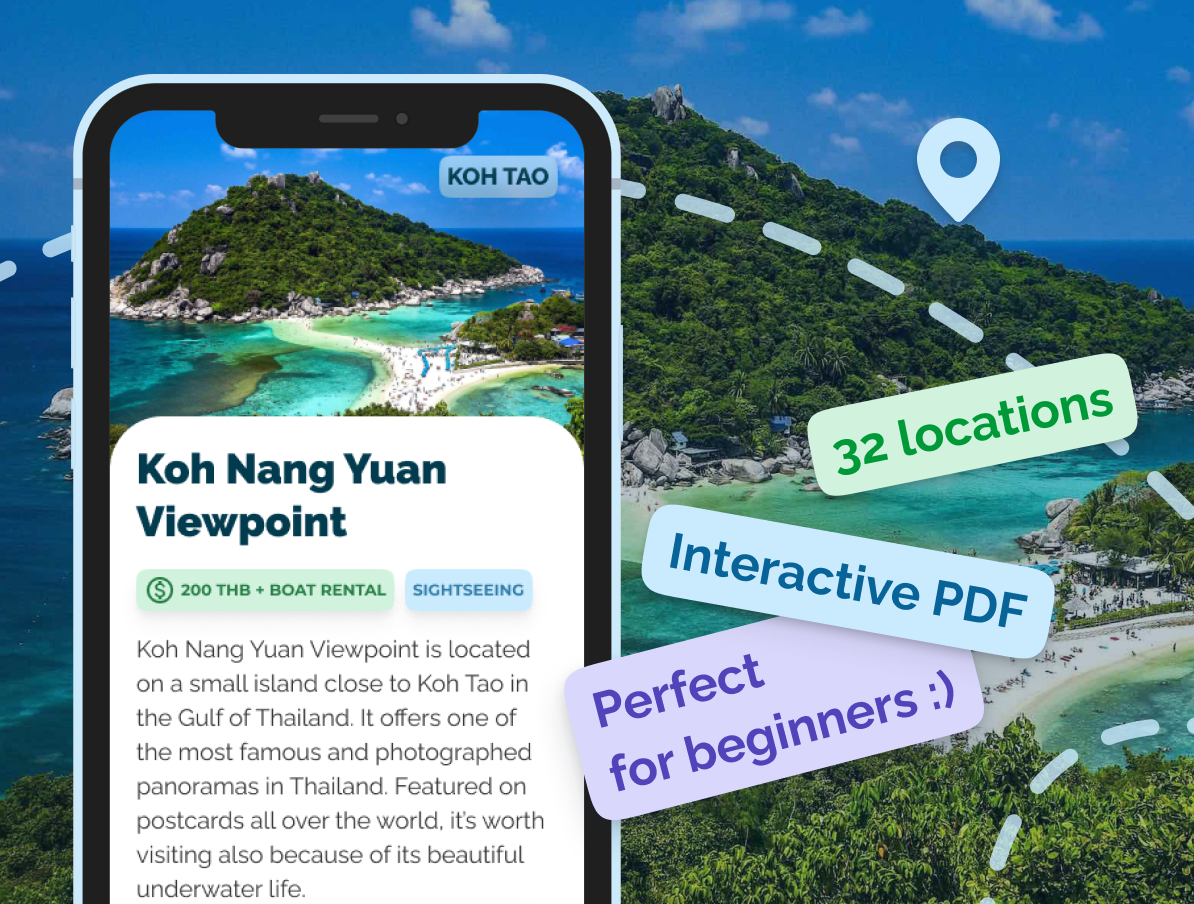 KOH TAO
Koh Nang Yuan
Viewpoint
200 THB + BOAT RENTAL
SIGHTSEEING
Koh Nang Yuan Viewpoint is located
on a small island close to Koh Tao in
the Gulf of Thailand. It offers one of
the most famous and photographed
panoramas in Thailand. Featured on
postcards all over the world, it's worth
visiting also because of its beautiful
underwater life.
32 locations
Interactive PDF
Perfect
for beginners :)